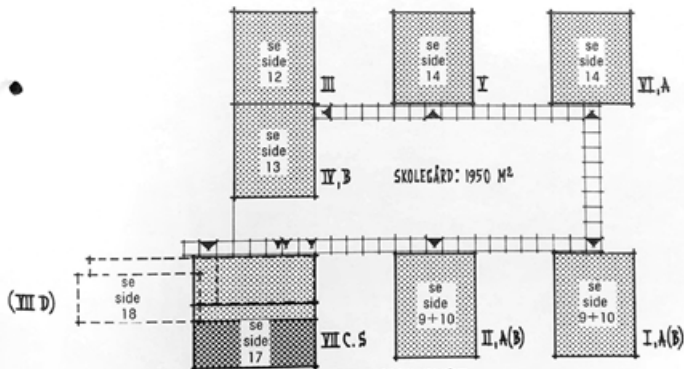 se
side
12
III
se
side
14
V
se
side
14
VI,A
se
side
13
IV,B
SKOLEGÅRD: 1950 M²
(VII D)
se
side
18
se
side
17
VII C.S
se
side
9+10
II,A(B)
se
side
9+10
I,A(B)